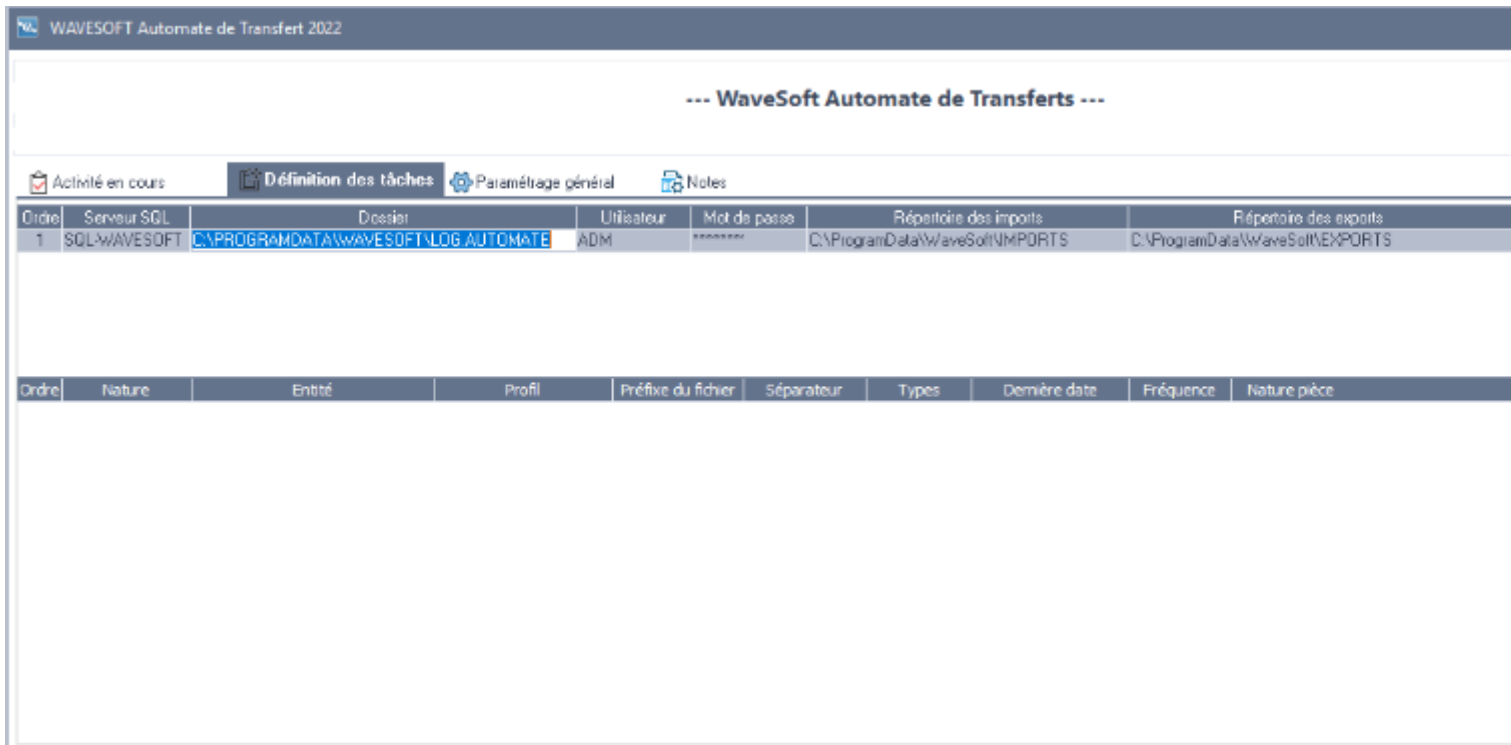 WAVESOFT Automate de Transfert 2022
--- WaveSoft Automate de Transferts ---
Activité en cours Définition des tâches Paramétrage général Notes
Ordre Serveur SQL Dossier Utilisateur Mot de passe Répertoire des imports Répertoire des exports
1 SQL-WAVESOFT C:\PROGRAMDATA\WAVESOFT\LOG.AUTOMATE ADM ******** C:\ProgramData\WaveSoft\IMPORTS C:\ProgramData\WaveSoft\EXPORTS
Ordre Nature Entité Profil Préfixe du fichier Séparateur Types Dernière date Fréquence Nature pièce